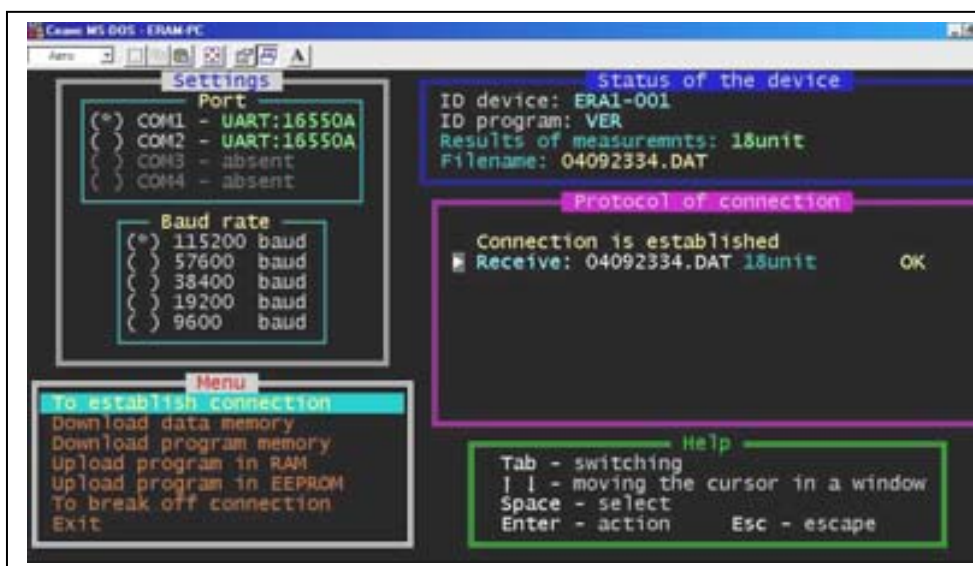 Сеанс MS-DOS - ERAM-PC
Авто
A
Settings
Port
(*) COM1 - UART:16550A
( ) COM2 - UART:16550A
( ) COM3 - absent
( ) COM4 - absent
Baud rate
(*) 115200 baud
( ) 57600 baud
( ) 38400 baud
( ) 19200 baud
( ) 9600 baud
Menu
To establish connection
Download data memory
Download program memory
Upload program in RAM
Upload program in EEPROM
To break off connection
Exit
Status of the device
ID device: ERA1-001
ID program: VER
Results of measuremnts: 18unit
Filename: 04092334.DAT
Protocol of connection
Connection is established
Receive: 04092334.DAT 18unit OK
Help
Tab - switching
↑ ↓ - moving the cursor in a window
Space - select
Enter - action Esc - escape